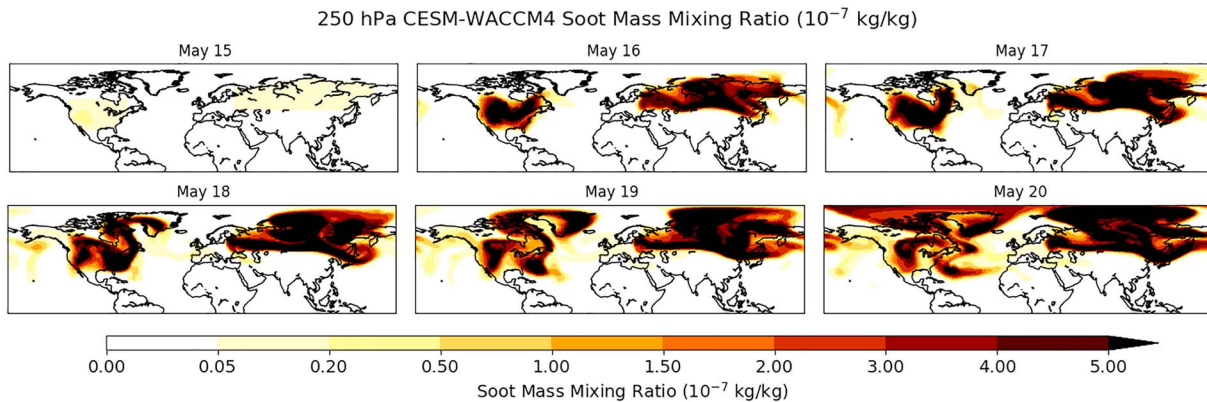 250 hPa CESM-WACCM4 Soot Mass Mixing Ratio (10⁻⁷ kg/kg)
May 15
May 16
May 17
May 18
May 19
May 20
0.00 0.05 0.20 0.50 1.00 1.50 2.00 3.00 4.00 5.00
Soot Mass Mixing Ratio (10⁻⁷ kg/kg)